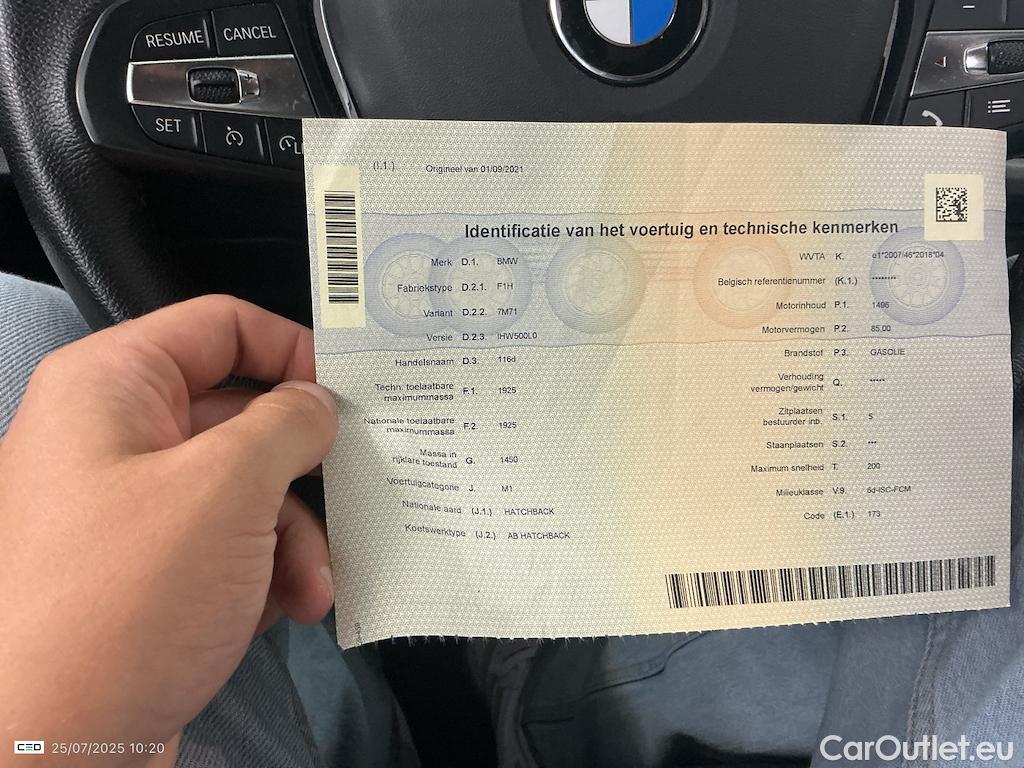 RESUME CANCEL
SET
(I.1.) Origineel van 01/09/2021
Identificatie van het voertuig en technische kenmerken
Merk D.1. BMW
Fabriekstype D.2.1. F1H
Variant D.2.2. 7M71
Versie D.2.3. IHW500L0
Handelsnaam D.3. 116d
Techn. toelaatbare
maximummassa F.1. 1925
Nationale toelaatbare
maximummassa F.2. 1925
Massa in
rijklare toestand G. 1450
Voertuigcategorie J. M1
Nationale aard (J.1.) HATCHBACK
Koetswerktype (J.2.) AB HATCHBACK
WVTA K. e1*2007/46*2018*04
Belgisch referentienummer (K.1.) ********
Motorinhoud P.1. 1496
Motorvermogen P.2. 85,00
Brandstof P.3. GASOLIE
Verhouding
vermogen/gewicht Q. *****
Zitplaatsen
bestuurder inb. S.1. 5
Staanplaatsen S.2. ***
Maximum snelheid T. 200
Milieuklasse V.9. 6d-ISC-FCM
Code (E.1.) 173
CEO 25/07/2025 10:20
CarOutlet.eu